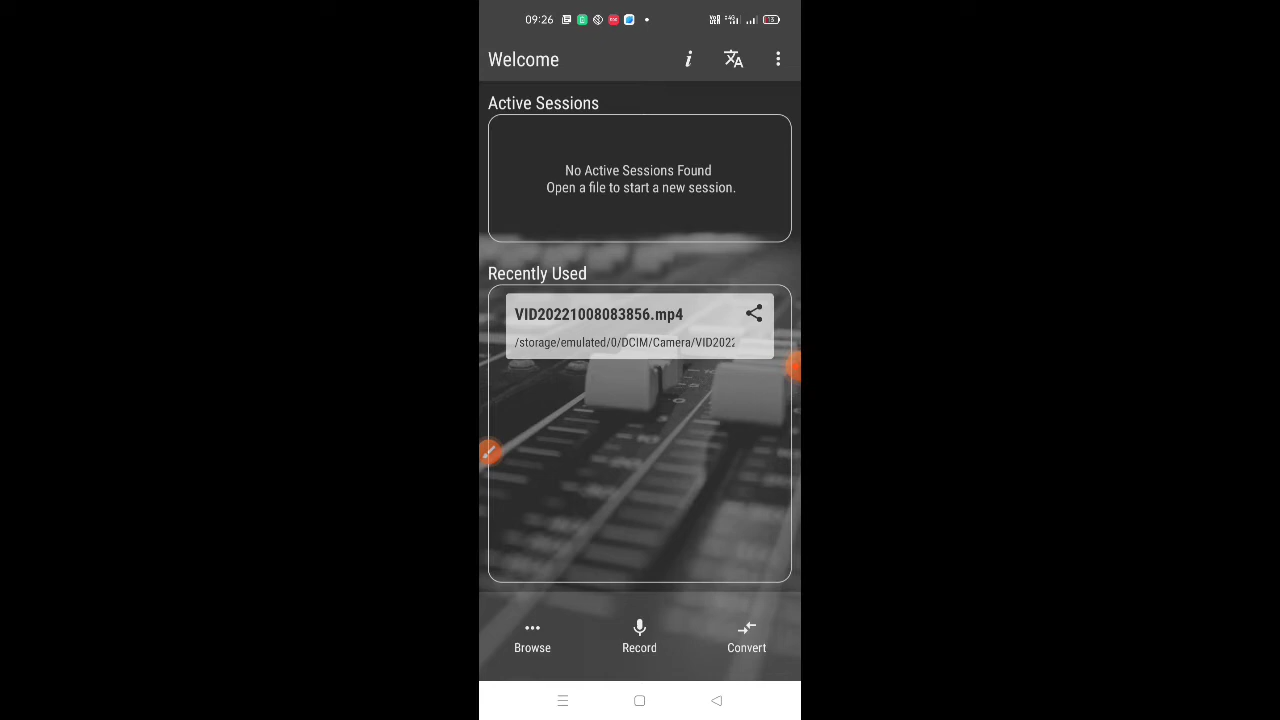 09:26
Welcome
Active Sessions
No Active Sessions Found
Open a file to start a new session.
Recently Used
VID20221008083856.mp4
/storage/emulated/0/DCIM/Camera/VID2022
Browse
Record
Convert